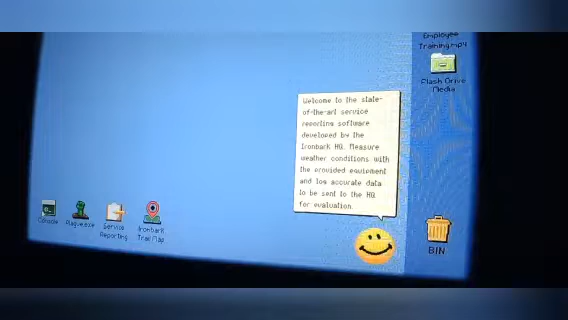 Employee
Training.mp4
Flash Drive
Media
Welcome to the state-
of-the-art service
reporting software
developed by the
Ironbark HQ. Measure
weather conditions with
the provided equipment
and log accurate data
to be sent to the HQ
for evaluation.
Console
Plague.exe
Service
Reporting
Ironbark
Trail Map
BIN